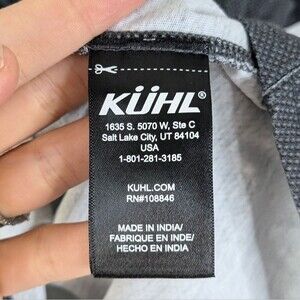 KÜHL®
1635 S. 5070 W, Ste C
Salt Lake City, UT 84104
USA
1-801-281-3185
KUHL.COM
RN#108846
MADE IN INDIA/
FABRIQUE EN INDE/
HECHO EN INDIA